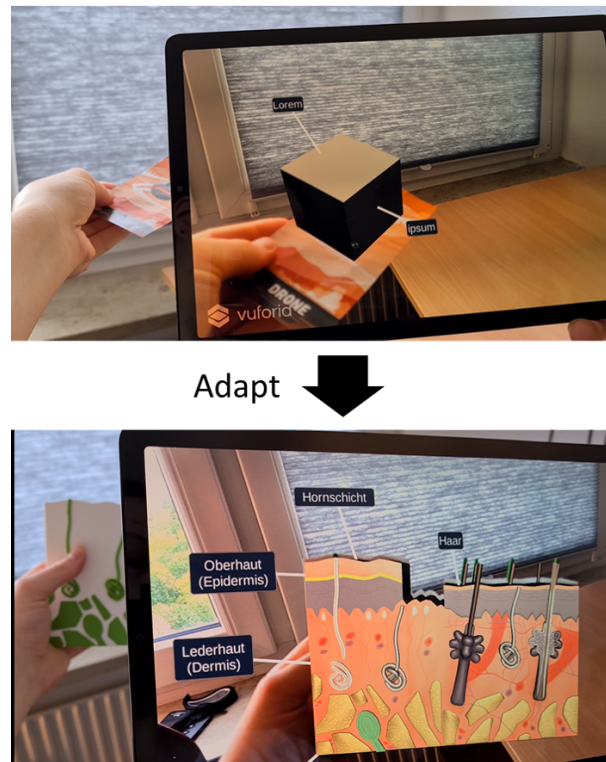 Lorem
ipsum
DRONE
vuforia
Adapt
Hornschicht
Haar
Oberhaut
(Epidermis)
Lederhaut
(Dermis)